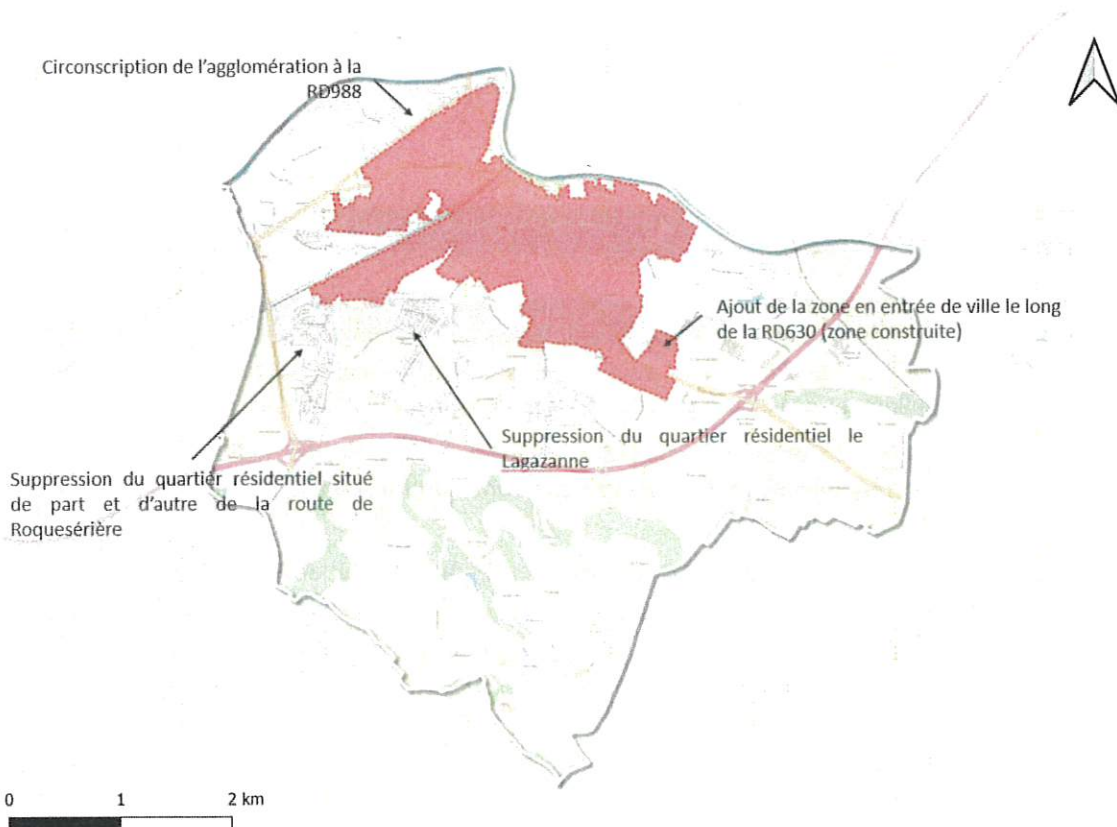 Circonscription de l'agglomération à la
RD988
Ajout de la zone en entrée de ville le long
de la RD630 (zone construite)
Suppression du quartier résidentiel le
Lagazanne
Suppression du quartier résidentiel situé
de part et d'autre de la route de
Roquesérière
0 1 2 km